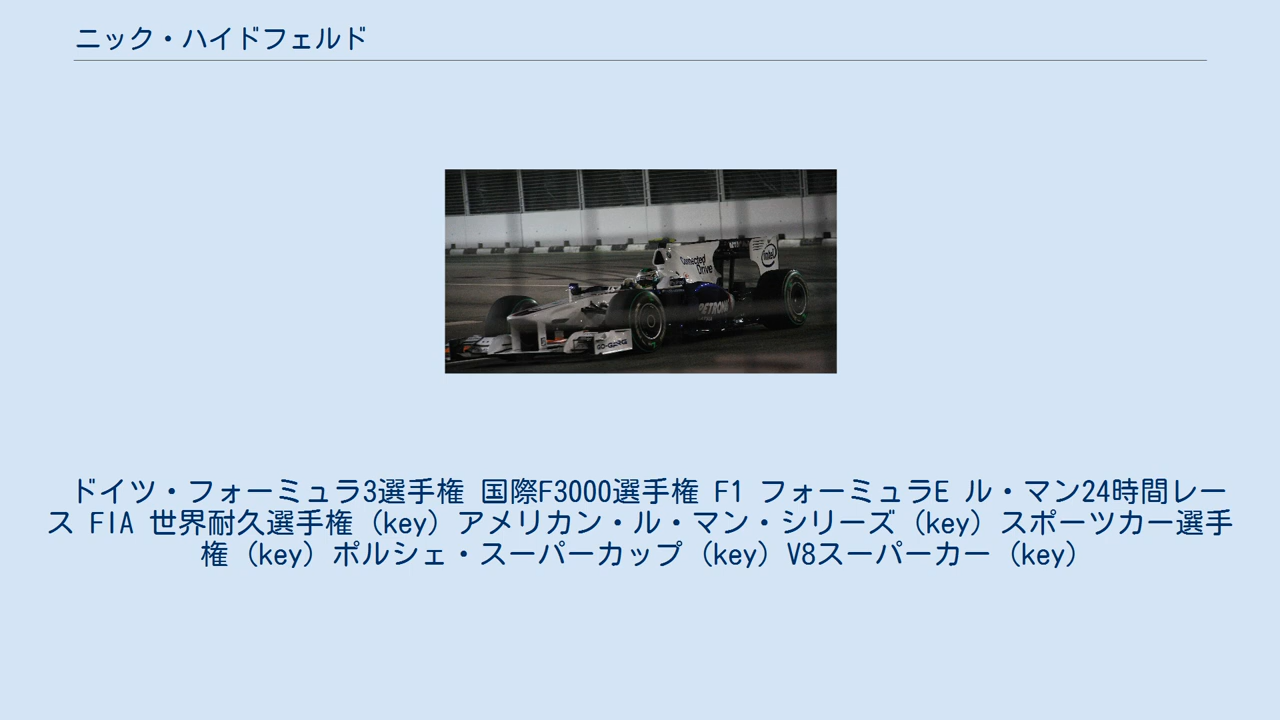 ニック・ハイドフェルド
Connected
Drive
intel
PETRONAS
ドイツ・フォーミュラ3選手権 国際F3000選手権 F1 フォーミュラE ル・マン24時間レー
ス FIA 世界耐久選手権（key）アメリカン・ル・マン・シリーズ（key）スポーツカー選手
権（key）ポルシェ・スーパーカップ（key）V8スーパーカー（key）